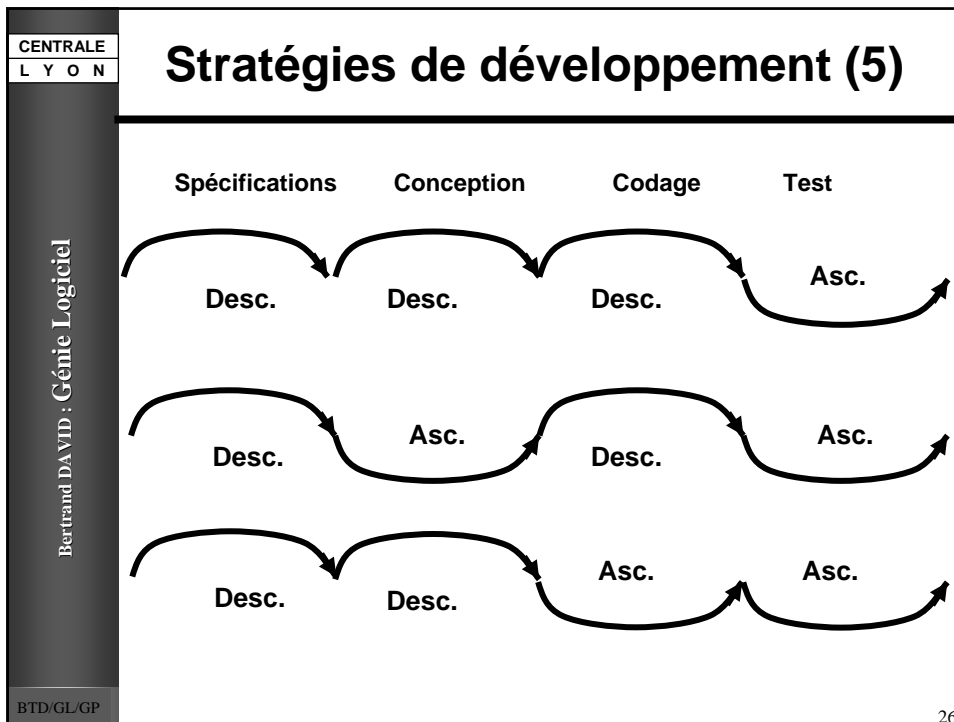 CENTRALE
L Y O N
Stratégies de développement (5)
Spécifications Conception Codage Test
Desc. Desc. Desc. Asc.
Desc. Asc. Desc. Asc.
Desc. Desc. Asc. Asc.
Bertrand DAVID : Génie Logiciel
BTD/GL/GP
26